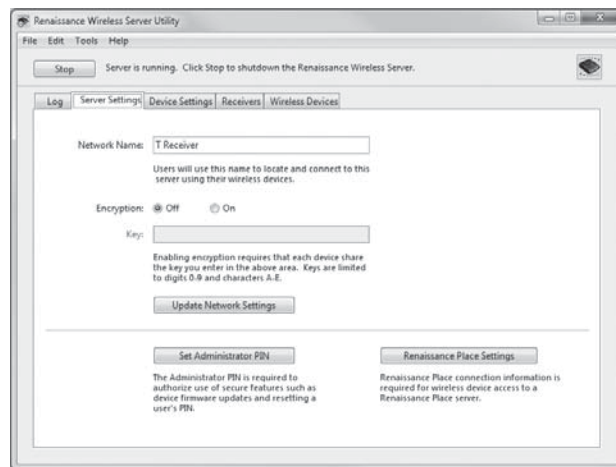 Renaissance Wireless Server Utility
File Edit Tools Help
Stop Server is running. Click Stop to shutdown the Renaissance Wireless Server.
Log Server Settings Device Settings Receivers Wireless Devices
Network Name: T Receiver
Users will use this name to locate and connect to this
server using their wireless devices.
Encryption: Off On
Key:
Enabling encryption requires that each device share
the key you enter in the above area. Keys are limited
to digits 0-9 and characters A-E.
Update Network Settings
Set Administrator PIN
The Administrator PIN is required to
authorize use of secure features such as
device firmware updates and resetting a
user's PIN.
Renaissance Place Settings
Renaissance Place connection information is
required for wireless device access to a
Renaissance Place server.